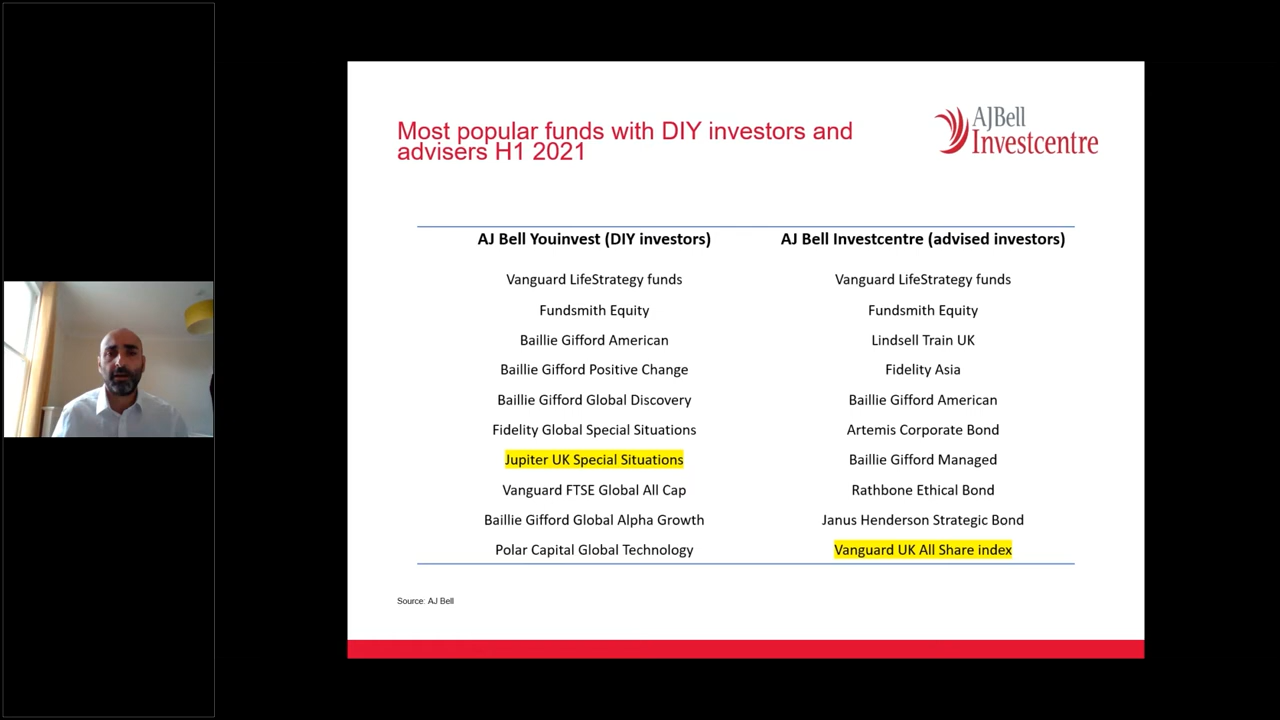 Most popular funds with DIY investors and
advisers H1 2021
AJBell
Investcentre
AJ Bell Youinvest (DIY investors) AJ Bell Investcentre (advised investors)
Vanguard LifeStrategy funds Vanguard LifeStrategy funds
Fundsmith Equity Fundsmith Equity
Baillie Gifford American Lindsell Train UK
Baillie Gifford Positive Change Fidelity Asia
Baillie Gifford Global Discovery Baillie Gifford American
Fidelity Global Special Situations Artemis Corporate Bond
Jupiter UK Special Situations Baillie Gifford Managed
Vanguard FTSE Global All Cap Rathbone Ethical Bond
Baillie Gifford Global Alpha Growth Janus Henderson Strategic Bond
Polar Capital Global Technology Vanguard UK All Share index
Source: AJ Bell